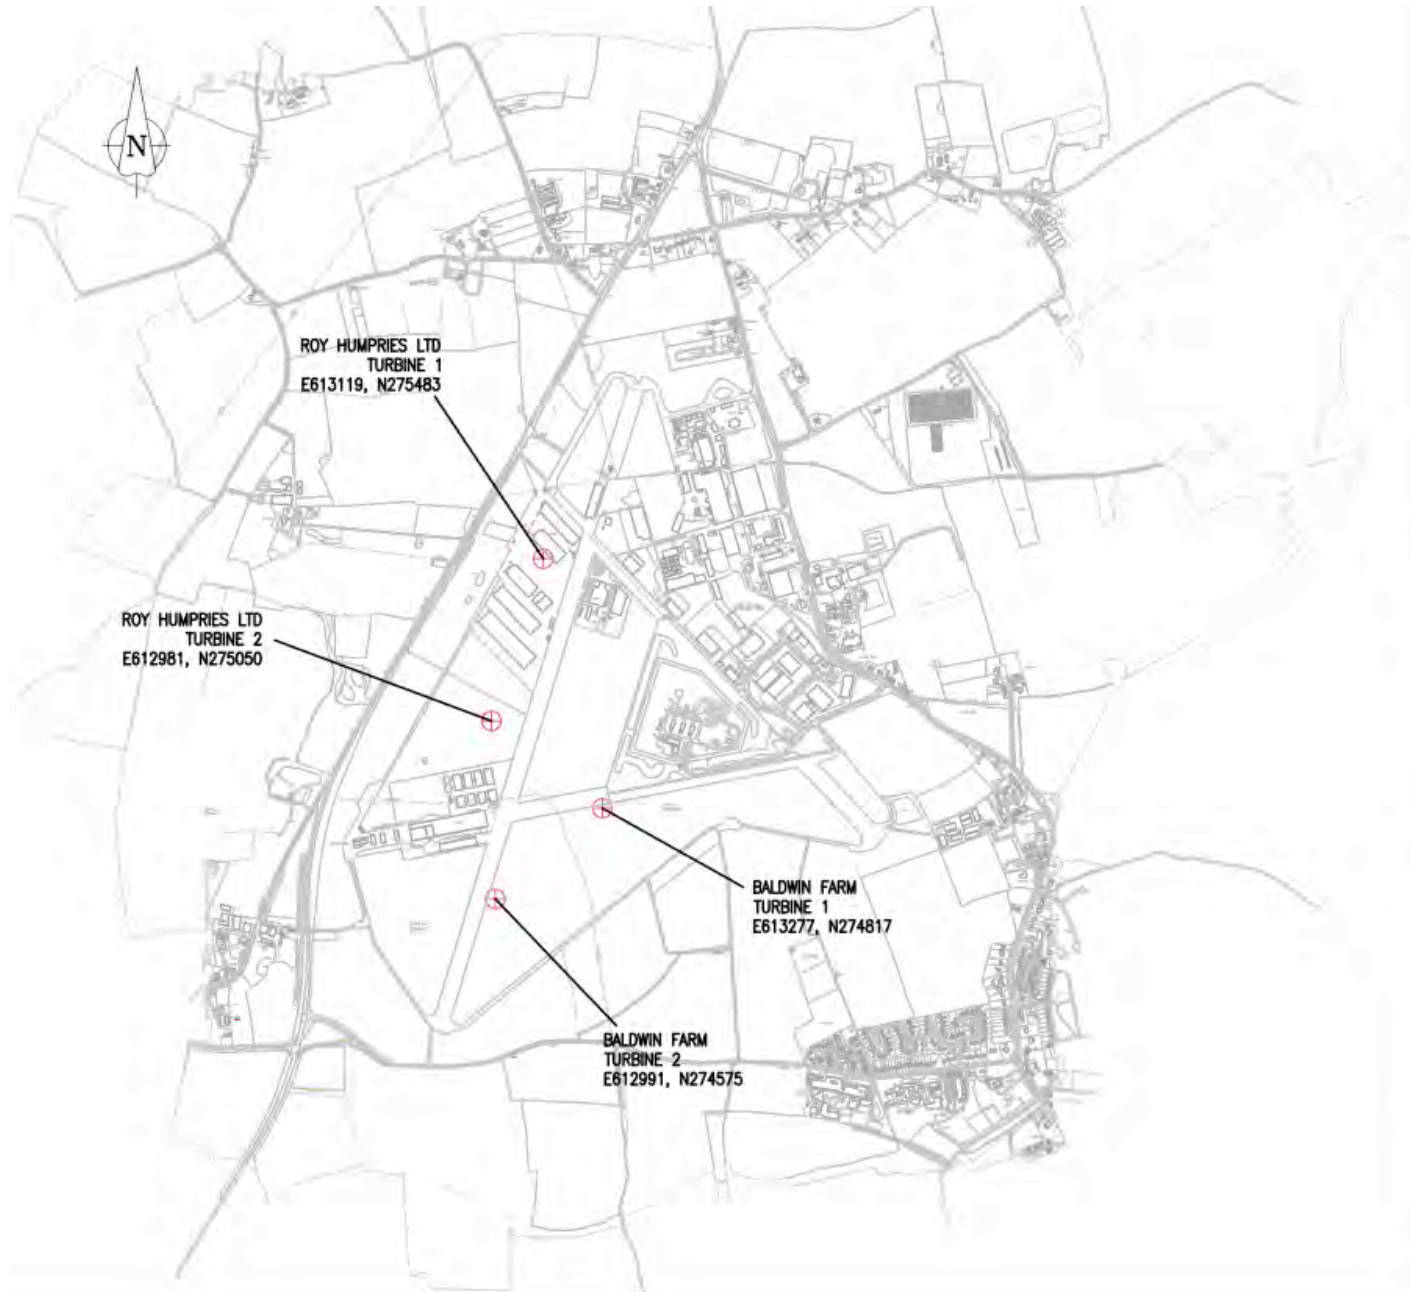 N
ROY HUMPRIES LTD
TURBINE 1
E613119, N275483
ROY HUMPRIES LTD
TURBINE 2
E612981, N275050
BALDWIN FARM
TURBINE 1
E613277, N274817
BALDWIN FARM
TURBINE 2
E612991, N274575